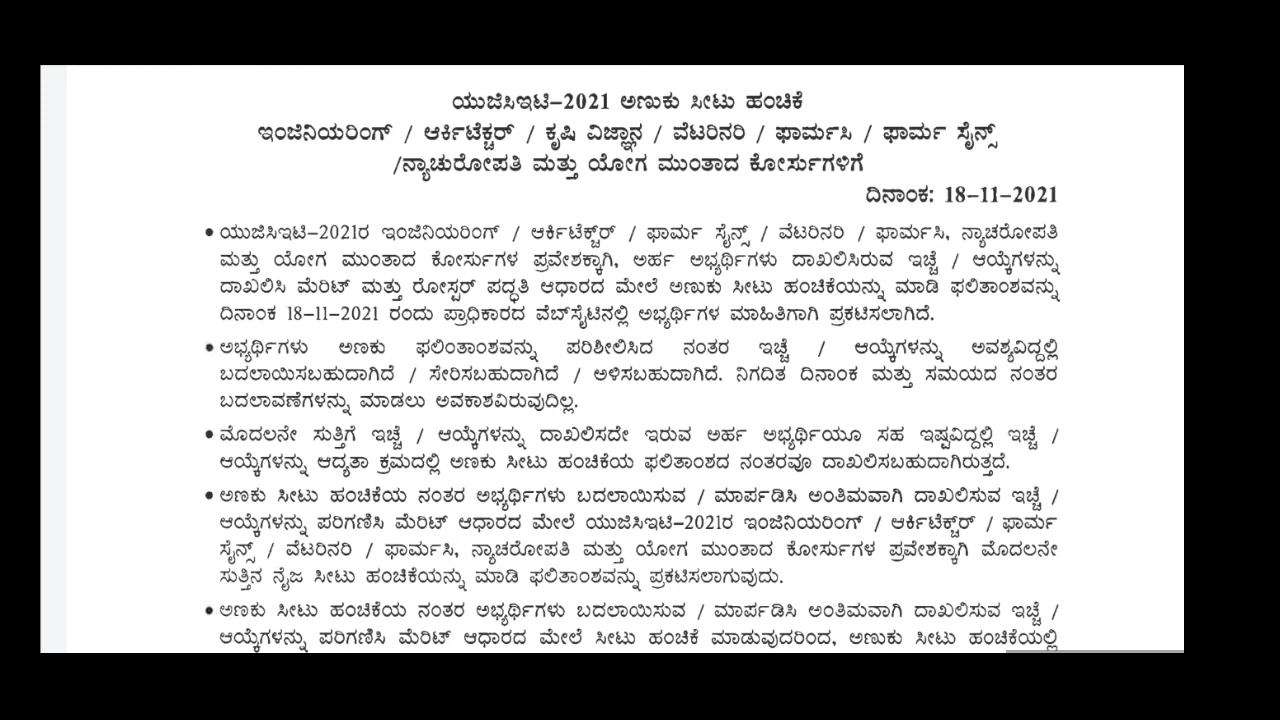 ಯುಜಿಸಿಇಟಿ–2021 ಅಣುಕು ಸೀಟು ಹಂಚಿಕೆ
ಇಂಜಿನಿಯರಿಂಗ್ / ಆರ್ಕಿಟೆಕ್ಚರ್ / ಕೃಷಿ ವಿಜ್ಞಾನ / ವೆಟರಿನರಿ / ಫಾರ್ಮಸಿ / ಫಾರ್ಮ ಸೈನ್ಸ್
/ನ್ಯಾಚುರೋಪತಿ ಮತ್ತು ಯೋಗ ಮುಂತಾದ ಕೋರ್ಸುಗಳಿಗೆ
ದಿನಾಂಕ: 18–11–2021
• ಯುಜಿಸಿಇಟಿ–2021ರ ಇಂಜಿನಿಯರಿಂಗ್ / ಆರ್ಕಿಟೆಕ್ಚರ್ / ಫಾರ್ಮ ಸೈನ್ಸ್ / ವೆಟರಿನರಿ / ಫಾರ್ಮಸಿ, ನ್ಯಾಚರೋಪತಿ
ಮತ್ತು ಯೋಗ ಮುಂತಾದ ಕೋರ್ಸುಗಳ ಪ್ರವೇಶಕ್ಕಾಗಿ, ಅರ್ಹ ಅಭ್ಯರ್ಥಿಗಳು ದಾಖಲಿಸಿರುವ ಇಚ್ಚೆ / ಆಯ್ಕೆಗಳನ್ನು
ದಾಖಲಿಸಿ ಮೆರಿಟ್ ಮತ್ತು ರೋಸ್ಟರ್ ಪದ್ಧತಿ ಆಧಾರದ ಮೇಲೆ ಅಣುಕು ಸೀಟು ಹಂಚಿಕೆಯನ್ನು ಮಾಡಿ ಫಲಿತಾಂಶವನ್ನು
ದಿನಾಂಕ 18–11–2021 ರಂದು ಪ್ರಾಧಿಕಾರದ ವೆಬ್‌ಸೈಟಿನಲ್ಲಿ ಅಭ್ಯರ್ಥಿಗಳ ಮಾಹಿತಿಗಾಗಿ ಪ್ರಕಟಿಸಲಾಗಿದೆ.
• ಅಭ್ಯರ್ಥಿಗಳು ಅಣಕು ಫಲಿಂತಾಂಶವನ್ನು ಪರಿಶೀಲಿಸಿದ ನಂತರ ಇಚ್ಚೆ / ಆಯ್ಕೆಗಳನ್ನು ಅವಶ್ಯವಿದ್ದಲ್ಲಿ
ಬದಲಾಯಿಸಬಹುದಾಗಿದೆ / ಸೇರಿಸಬಹುದಾಗಿದೆ / ಅಳಿಸಬಹುದಾಗಿದೆ. ನಿಗದಿತ ದಿನಾಂಕ ಮತ್ತು ಸಮಯದ ನಂತರ
ಬದಲಾವಣೆಗಳನ್ನು ಮಾಡಲು ಅವಕಾಶವಿರುವುದಿಲ್ಲ.
• ಮೊದಲನೇ ಸುತ್ತಿಗೆ ಇಚ್ಚೆ / ಆಯ್ಕೆಗಳನ್ನು ದಾಖಲಿಸದೇ ಇರುವ ಅರ್ಹ ಅಭ್ಯರ್ಥಿಯೂ ಸಹ ಇಷ್ಟವಿದ್ದಲ್ಲಿ ಇಚ್ಚೆ /
ಆಯ್ಕೆಗಳನ್ನು ಆದ್ಯತಾ ಕ್ರಮದಲ್ಲಿ ಅಣಕು ಸೀಟು ಹಂಚಿಕೆಯ ಫಲಿತಾಂಶದ ನಂತರವೂ ದಾಖಲಿಸಬಹುದಾಗಿರುತ್ತದೆ.
• ಅಣಕು ಸೀಟು ಹಂಚಿಕೆಯ ನಂತರ ಅಭ್ಯರ್ಥಿಗಳು ಬದಲಾಯಿಸುವ / ಮಾರ್ಪಡಿಸಿ ಅಂತಿಮವಾಗಿ ದಾಖಲಿಸುವ ಇಚ್ಚೆ /
ಆಯ್ಕೆಗಳನ್ನು ಪರಿಗಣಿಸಿ ಮೆರಿಟ್ ಆಧಾರದ ಮೇಲೆ ಯುಜಿಸಿಇಟಿ–2021ರ ಇಂಜಿನಿಯರಿಂಗ್ / ಆರ್ಕಿಟೆಕ್ಚರ್ / ಫಾರ್ಮ
ಸೈನ್ಸ್ / ವೆಟರಿನರಿ / ಫಾರ್ಮಸಿ, ನ್ಯಾಚರೋಪತಿ ಮತ್ತು ಯೋಗ ಮುಂತಾದ ಕೋರ್ಸುಗಳ ಪ್ರವೇಶಕ್ಕಾಗಿ ಮೊದಲನೇ
ಸುತ್ತಿನ ನೈಜ ಸೀಟು ಹಂಚಿಕೆಯನ್ನು ಮಾಡಿ ಫಲಿತಾಂಶವನ್ನು ಪ್ರಕಟಿಸಲಾಗುವುದು.
• ಅಣಕು ಸೀಟು ಹಂಚಿಕೆಯ ನಂತರ ಅಭ್ಯರ್ಥಿಗಳು ಬದಲಾಯಿಸುವ / ಮಾರ್ಪಡಿಸಿ ಅಂತಿಮವಾಗಿ ದಾಖಲಿಸುವ ಇಚ್ಚೆ /
ಆಯ್ಕೆಗಳನ್ನು ಪರಿಗಣಿಸಿ ಮೆರಿಟ್ ಆಧಾರದ ಮೇಲೆ ಸೀಟು ಹಂಚಿಕೆ ಮಾಡುವುದರಿಂದ, ಅಣುಕು ಸೀಟು ಹಂಚಿಕೆಯಲ್ಲಿ